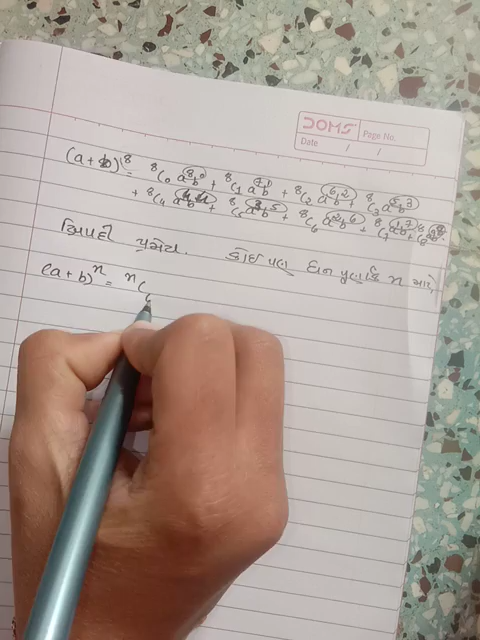 DOMS
Page No.
Date / /
(a+b)⁸ = ⁸C₀ a⁸b⁰ + ⁸C₁ a⁷b¹ + ⁸C₂ a⁶b² + ⁸C₃ a⁵b³
+ ⁸C₄ a⁴b⁴ + ⁸C₅ a³b⁵ + ⁸C₆ a²b⁶ + ⁸C₇ a¹b⁷ + ⁸C₈ a⁰b⁸.
દ્વિપદી પ્રમેય. કોઈ પણ ધન પૂર્ણાંક n માટે,
(a+b)ⁿ = ⁿC